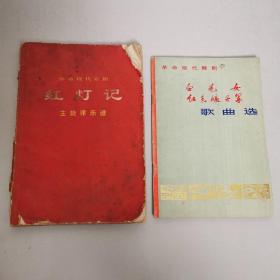 革命现代京剧
红灯记
主旋律乐谱
革命现代舞剧
白毛女
红色娘子军
歌曲选